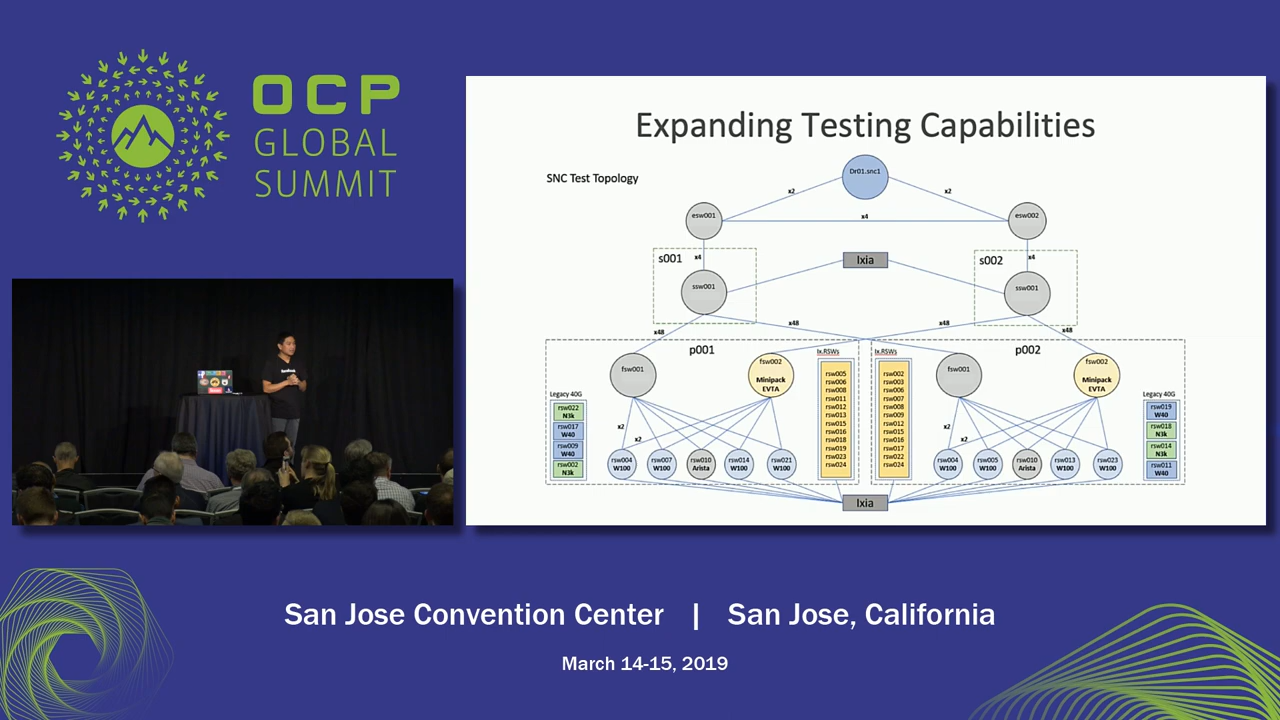 OCP
GLOBAL
SUMMIT
Expanding Testing Capabilities
SNC Test Topology
Dr01.snc1
x2
x2
esw001
x4
esw002
s001
x4
Ixia
s002
x4
ssw001
ssw001
x48
x48
x48
x48
p001
p002
fsw001
fsw002
Minipack
EVTA
Ix.RSWs
rsw005
rsw006
rsw008
rsw011
rsw012
rsw013
rsw015
rsw016
rsw018
rsw019
rsw023
rsw024
Ix.RSWs
rsw002
rsw003
rsw006
rsw007
rsw008
rsw009
rsw012
rsw015
rsw016
rsw017
rsw022
rsw024
fsw001
fsw002
Minipack
EVTA
Legacy 40G
rsw022
N3k
rsw017
W40
rsw009
W40
rsw002
N3k
x2
x2
rsw004
W100
rsw007
W100
rsw010
Arista
rsw014
W100
rsw021
W100
x2
x2
rsw004
W100
rsw005
W100
rsw010
Arista
rsw013
W100
rsw023
W100
Legacy 40G
rsw019
W40
rsw018
N3k
rsw014
N3k
rsw011
W40
Ixia
San Jose Convention Center | San Jose, California
March 14-15, 2019